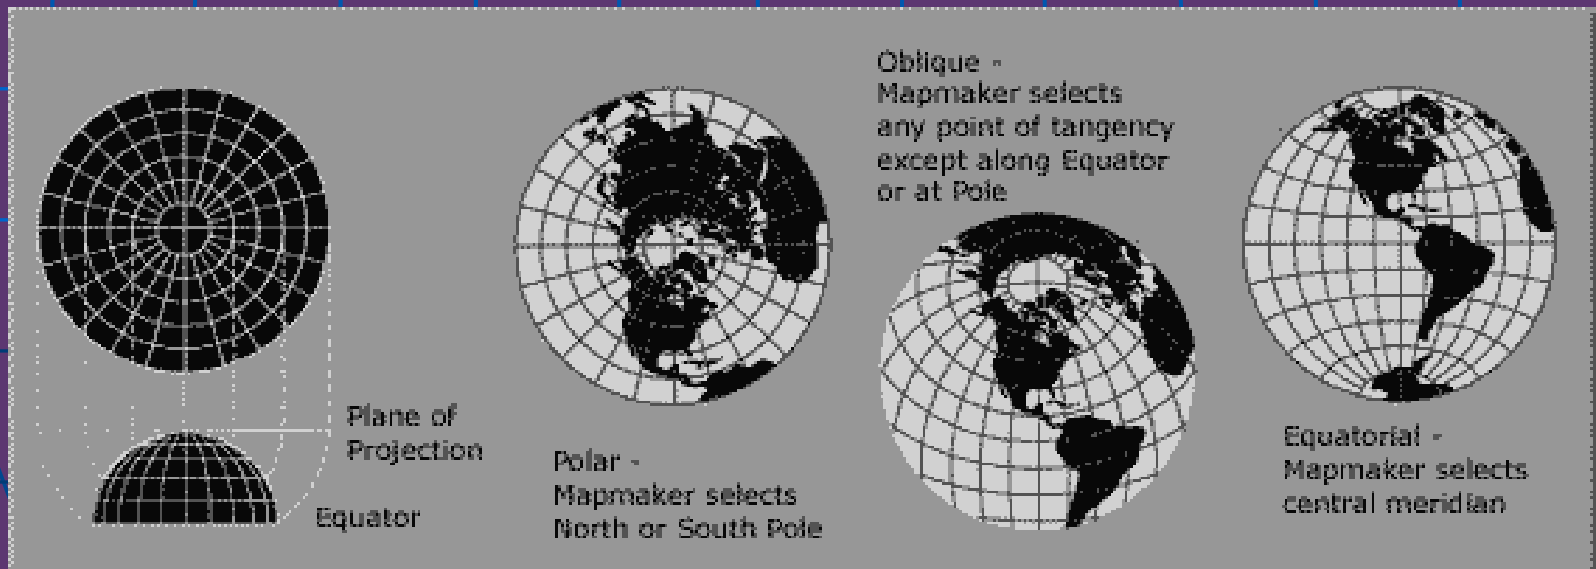 Plane of
Projection
Equator
Polar -
Mapmaker selects
North or South Pole
Oblique -
Mapmaker selects
any point of tangency
except along Equator
or at Pole
Equatorial -
Mapmaker selects
central meridian